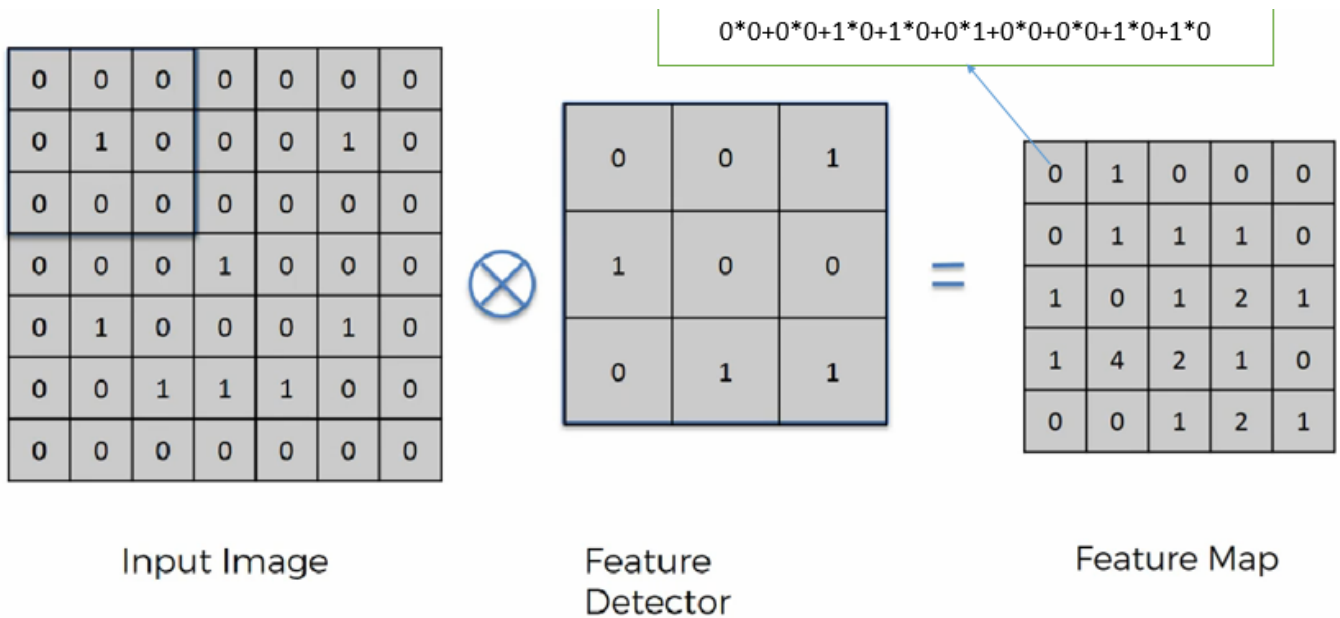 0*0+0*0+1*0+1*0+0*1+0*0+0*0+1*0+1*0
0 0 0 0 0 0 0
0 1 0 0 0 1 0
0 0 0 0 0 0 0
0 0 0 1 0 0 0
0 1 0 0 0 1 0
0 0 1 1 1 0 0
0 0 0 0 0 0 0
Input Image
0 0 1
1 0 0
0 1 1
Feature
Detector
=
0 1 0 0 0
0 1 1 1 0
1 0 1 2 1
1 4 2 1 0
0 0 1 2 1
Feature Map